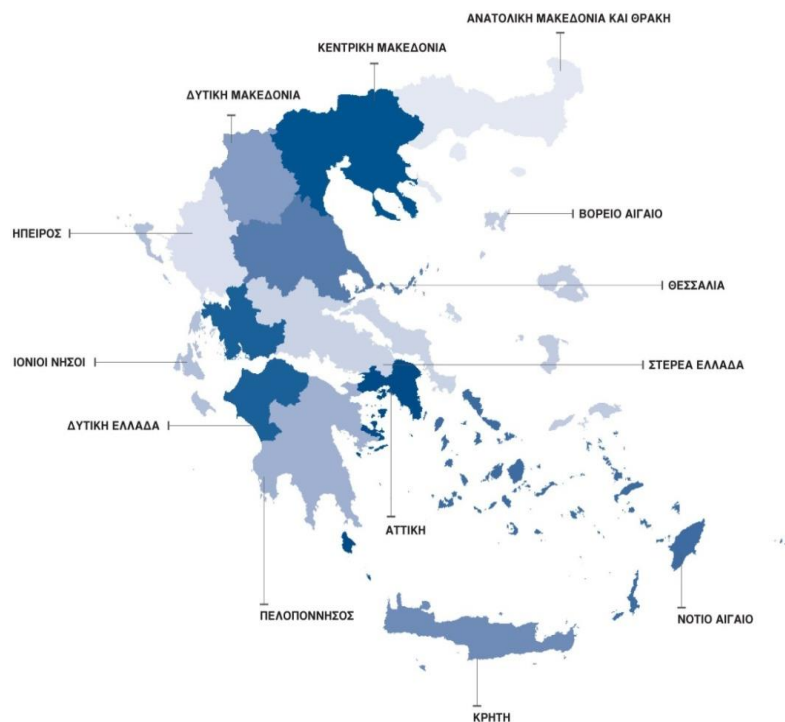 ΑΝΑΤΟΛΙΚΗ ΜΑΚΕΔΟΝΙΑ ΚΑΙ ΘΡΑΚΗ
ΚΕΝΤΡΙΚΗ ΜΑΚΕΔΟΝΙΑ
ΔΥΤΙΚΗ ΜΑΚΕΔΟΝΙΑ
ΒΟΡΕΙΟ ΑΙΓΑΙΟ
ΗΠΕΙΡΟΣ
ΘΕΣΣΑΛΙΑ
ΙΟΝΙΟΙ ΝΗΣΟΙ
ΣΤΕΡΕΑ ΕΛΛΑΔΑ
ΔΥΤΙΚΗ ΕΛΛΑΔΑ
ΑΤΤΙΚΗ
ΠΕΛΟΠΟΝΝΗΣΟΣ
ΝΟΤΙΟ ΑΙΓΑΙΟ
ΚΡΗΤΗ